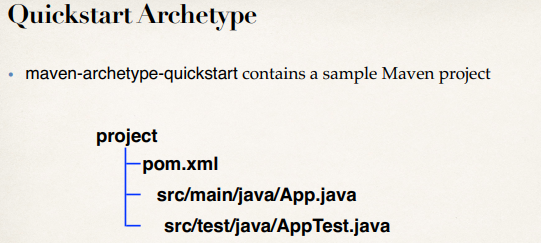 Quickstart Archetype
• maven-archetype-quickstart contains a sample Maven project
project
pom.xml
src/main/java/App.java
src/test/java/AppTest.java